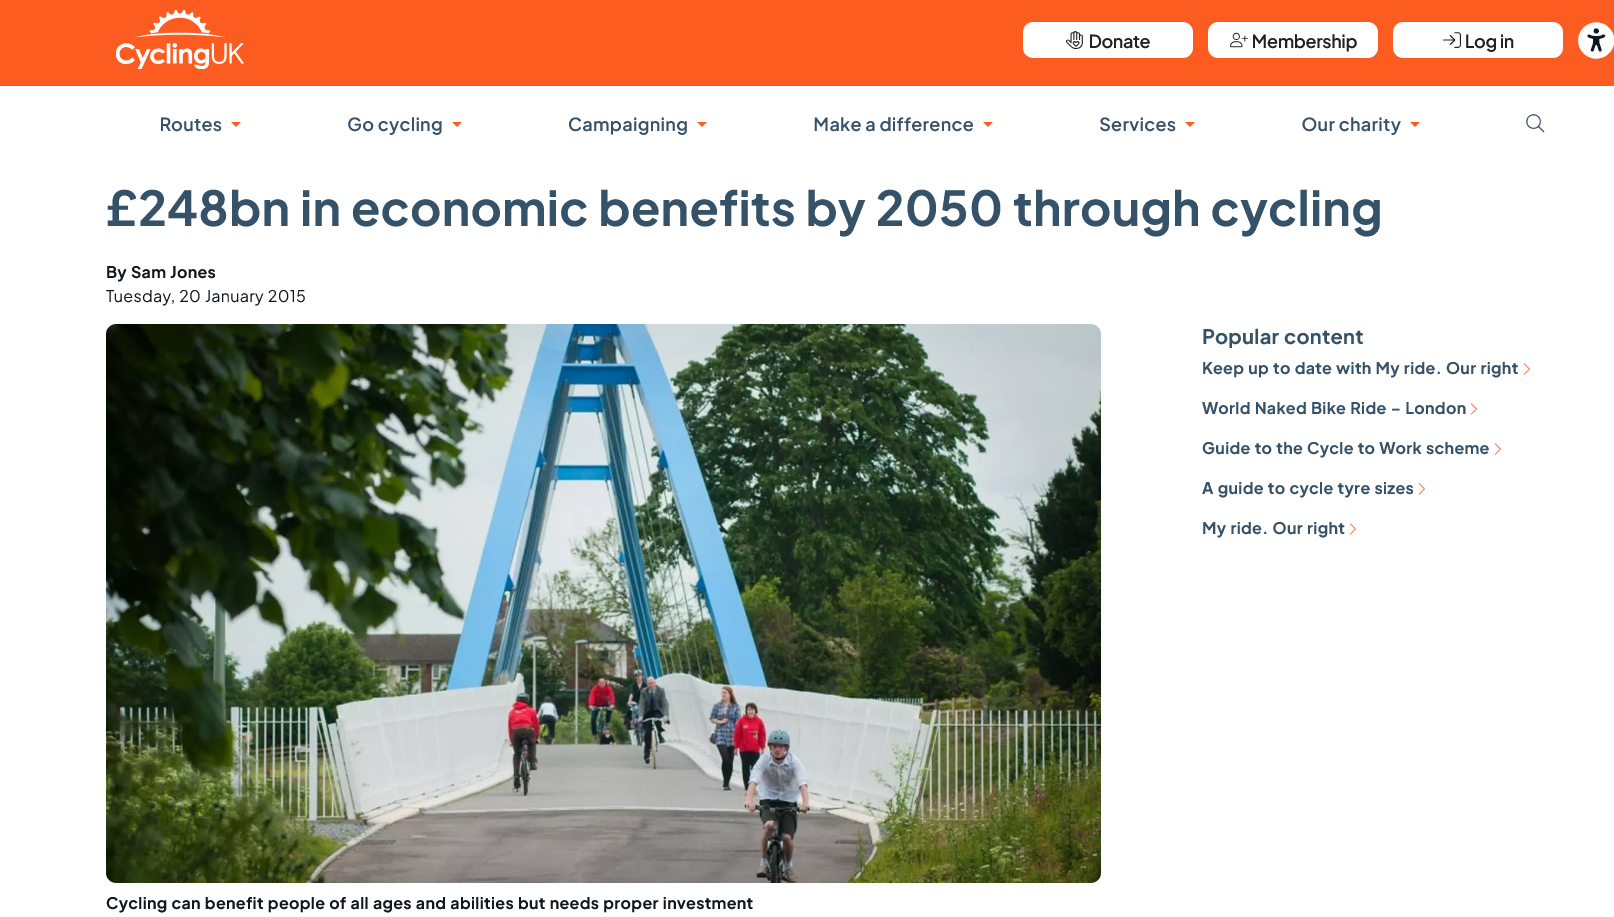 CyclingUK
Donate
Membership
Log in
Routes
Go cycling
Campaigning
Make a difference
Services
Our charity
£248bn in economic benefits by 2050 through cycling
By Sam Jones
Tuesday, 20 January 2015
Popular content
Keep up to date with My ride. Our right
World Naked Bike Ride – London
Guide to the Cycle to Work scheme
A guide to cycle tyre sizes
My ride. Our right
Cycling can benefit people of all ages and abilities but needs proper investment